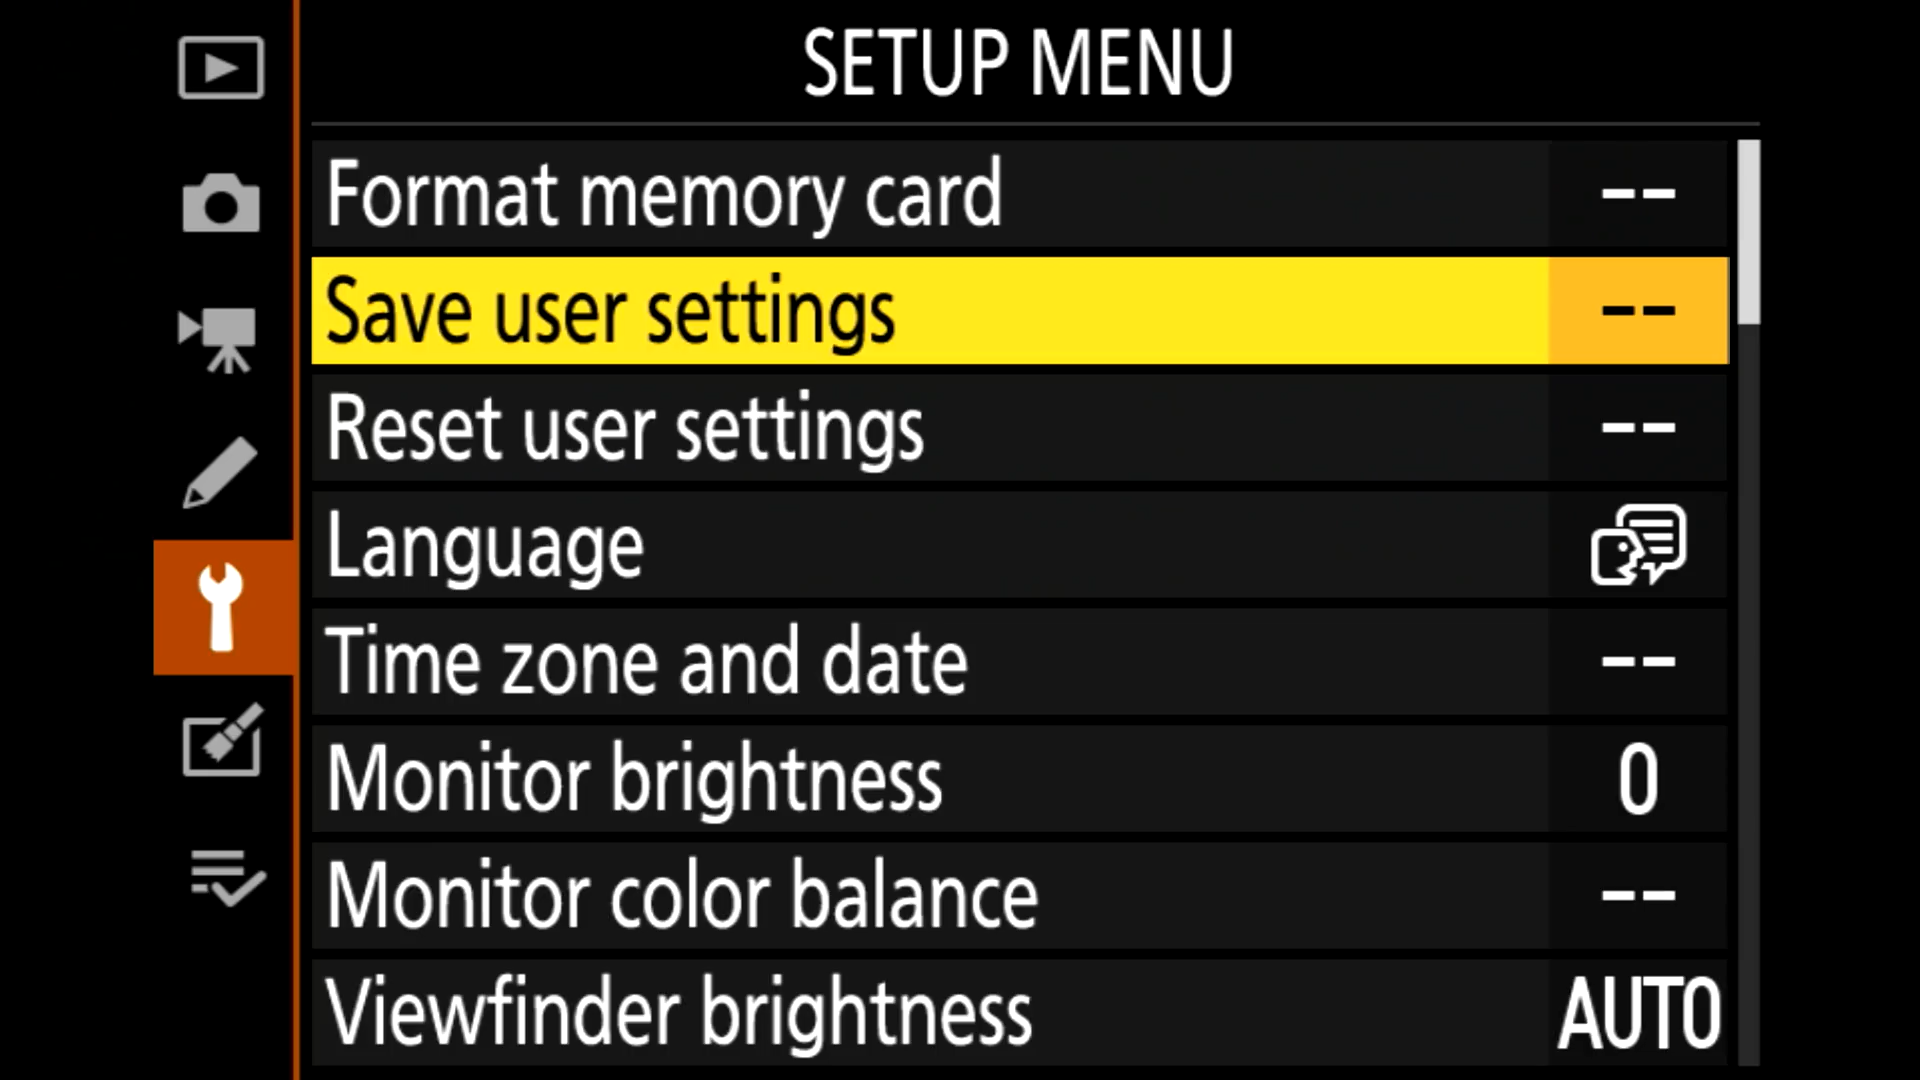 SETUP MENU
Format memory card --
Save user settings --
Reset user settings --
Language
Time zone and date --
Monitor brightness 0
Monitor color balance --
Viewfinder brightness AUTO